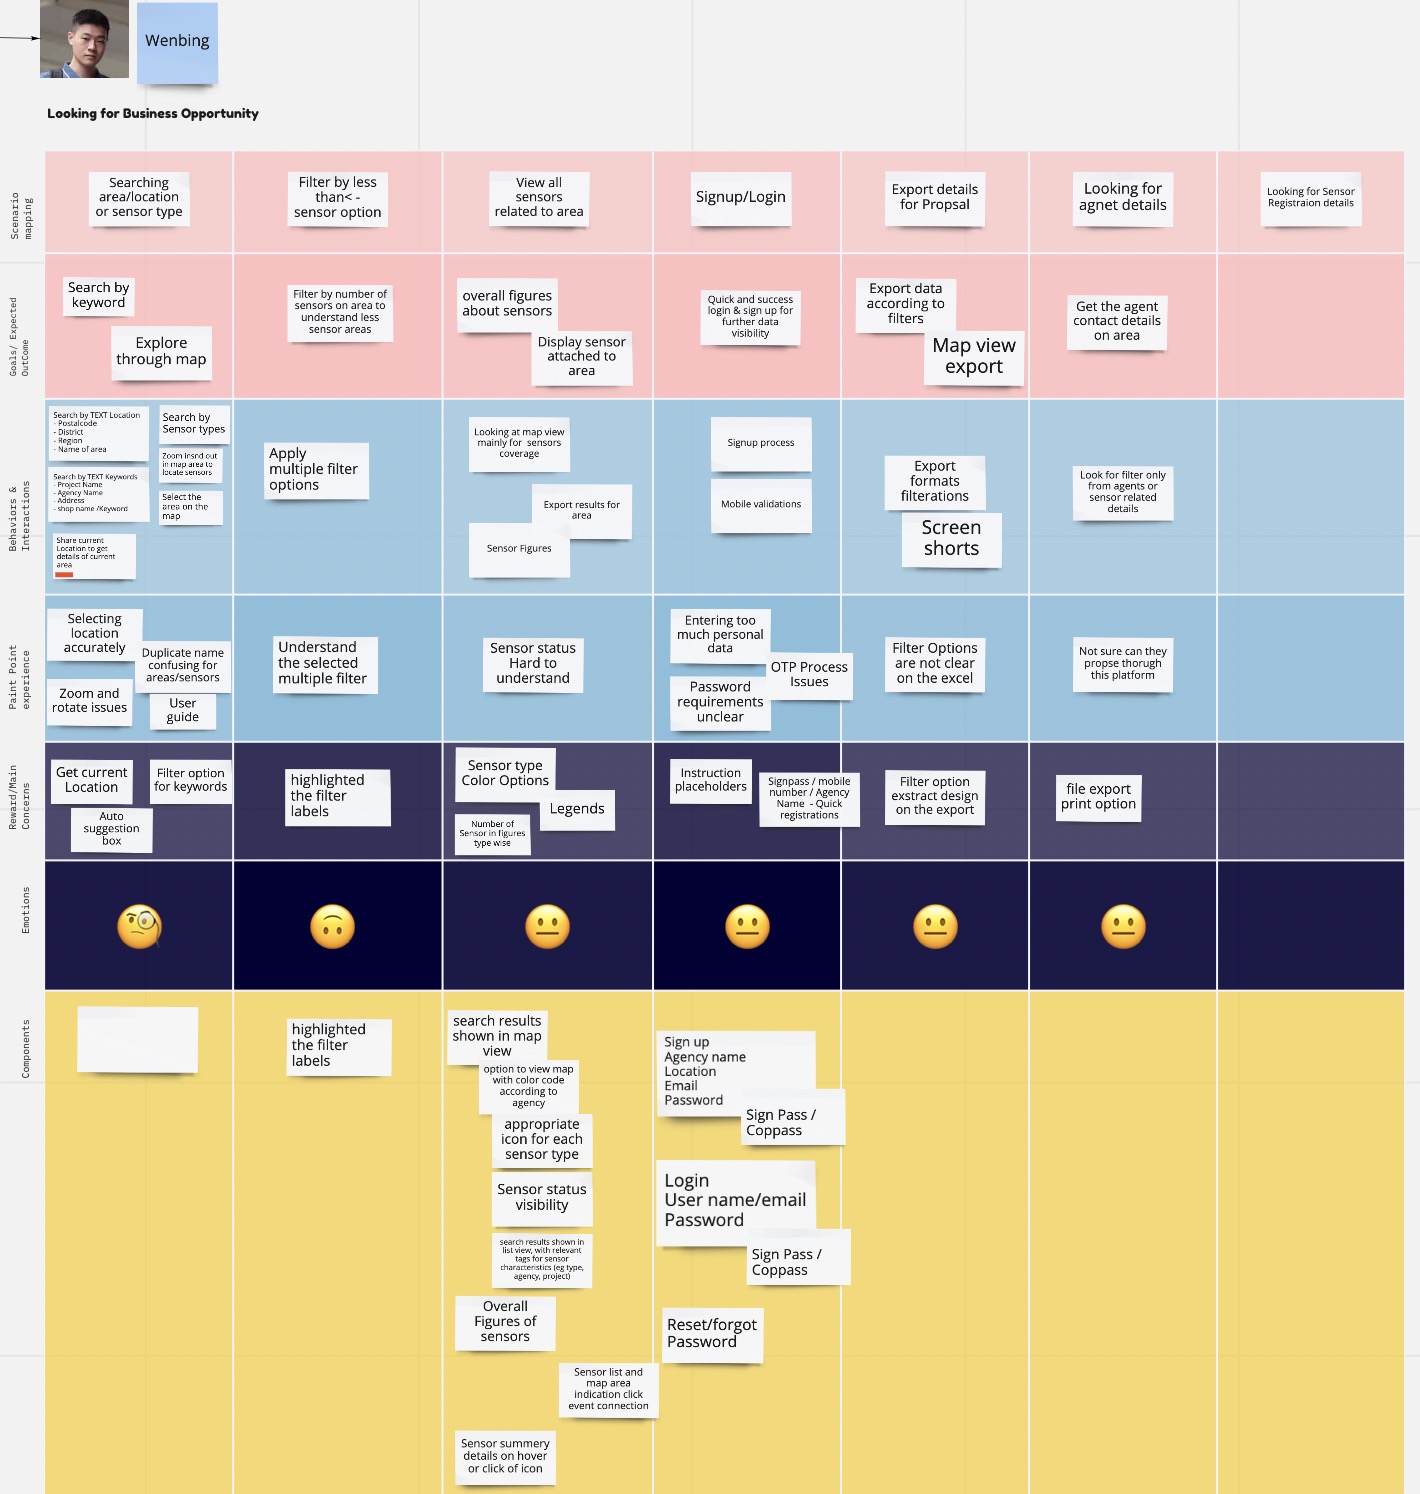 Wenbing
Looking for Business Opportunity
Scenario
mapping
Searching
area/location
or sensor type
Filter by less
than< -
sensor option
View all
sensors
related to area
Signup/Login
Export details
for Propsal
Looking for
agnet details
Looking for Sensor
Registraion details
Goals/ Expected
OutCome
Search by
keyword
Explore
through map
Filter by number of
sensors on area to
understand less
sensor areas
overall figures
about sensors
Display sensor
attached to
area
Quick and success
login & sign up for
further data
visibility
Export data
according to
filters
Map view
export
Get the agent
contact details
on area
Behaviors &
Interactions
Search by TEXT Location
- Postalcode
- District
- Region
- Name of area
Search by
Sensor types
Zoom insnd out
in map area to
locate sensors
Search by TEXT Keywords
- Project Name
- Agency Name
- Address
- shop name /Keyword
Select the
area on the
map
Share current
Location to get
details of current
area
Apply
multiple filter
options
Looking at map view
mainly for sensors
coverage
Export results for
area
Sensor Figures
Signup process
Mobile validations
Export
formats
filterations
Screen
shorts
Look for filter only
from agents or
sensor related
details
Paint Point
experience
Selecting
location
accurately
Duplicate name
confusing for
areas/sensors
Zoom and
rotate issues
User
guide
Understand
the selected
multiple filter
Sensor status
Hard to
understand
Entering too
much personal
data
OTP Process
Issues
Password
requirements
unclear
Filter Options
are not clear
on the excel
Not sure can they
propse thorugh
this platform
Reward/Main
Concerns
Get current
Location
Filter option
for keywords
Auto
suggestion
box
highlighted
the filter
labels
Sensor type
Color Options
Legends
Number of
Sensor in figures
type wise
Instruction
placeholders
Signpass / mobile
number / Agency
Name - Quick
registrations
Filter option
exstract design
on the export
file export
print option
Emotions
Components
highlighted
the filter
labels
search results
shown in map
view
option to view map
with color code
according to
agency
appropriate
icon for each
sensor type
Sensor status
visibility
search results shown in
list view, with relevant
tags for sensor
characteristics (eg type,
agency, project)
Overall
Figures of
sensors
Sensor list and
map area
indication click
event connection
Sensor summery
details on hover
or click of icon
Sign up
Agency name
Location
Email
Password
Sign Pass /
Coppass
Login
User name/email
Password
Sign Pass /
Coppass
Reset/forgot
Password